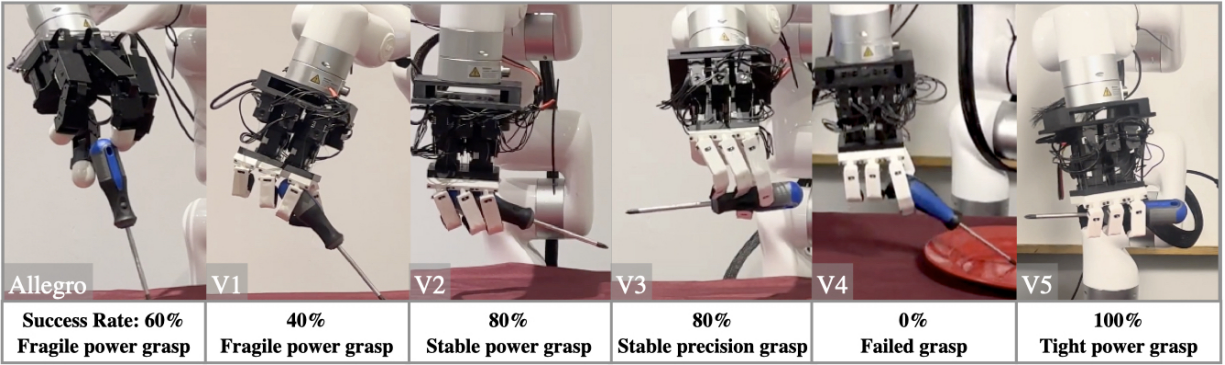 Allegro
V1
V2
V3
V4
V5
Success Rate: 60%
Fragile power grasp
40%
Fragile power grasp
80%
Stable power grasp
80%
Stable precision grasp
0%
Failed grasp
100%
Tight power grasp